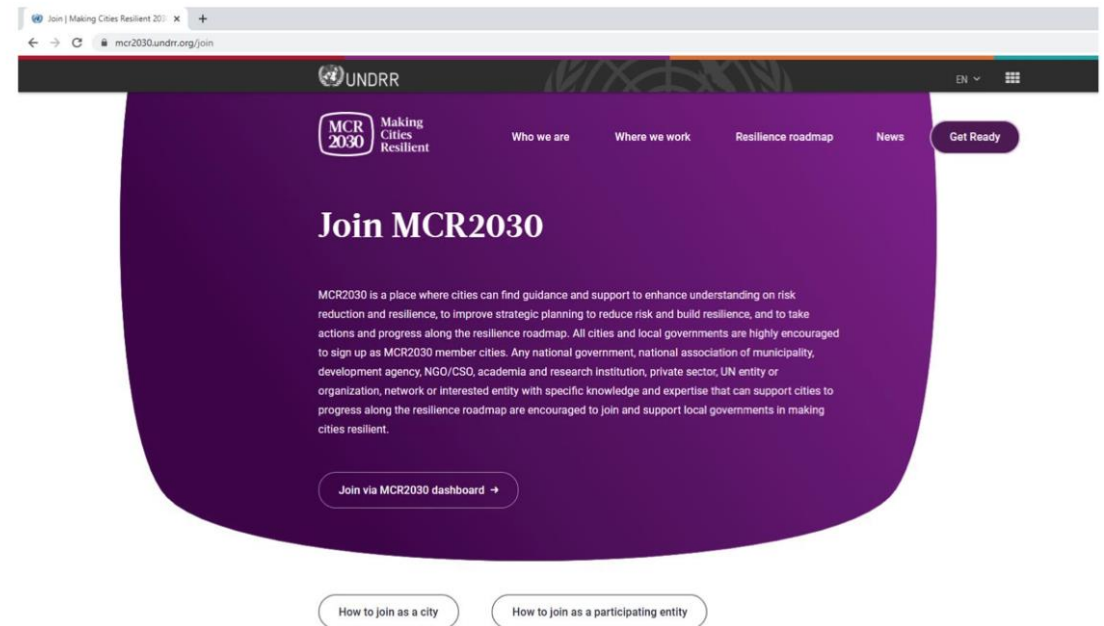 Join | Making Cities Resilient 203
mcr2030.undrr.org/join
UNDRR
EN
MCR 2030
Making Cities Resilient
Who we are
Where we work
Resilience roadmap
News
Get Ready
Join MCR2030
MCR2030 is a place where cities can find guidance and support to enhance understanding on risk
reduction and resilience, to improve strategic planning to reduce risk and build resilience, and to take
actions and progress along the resilience roadmap. All cities and local governments are highly encouraged
to sign up as MCR2030 member cities. Any national government, national association of municipality,
development agency, NGO/CSO, academia and research institution, private sector, UN entity or
organization, network or interested entity with specific knowledge and expertise that can support cities to
progress along the resilience roadmap are encouraged to join and support local governments in making
cities resilient.
Join via MCR2030 dashboard →
How to join as a city
How to join as a participating entity